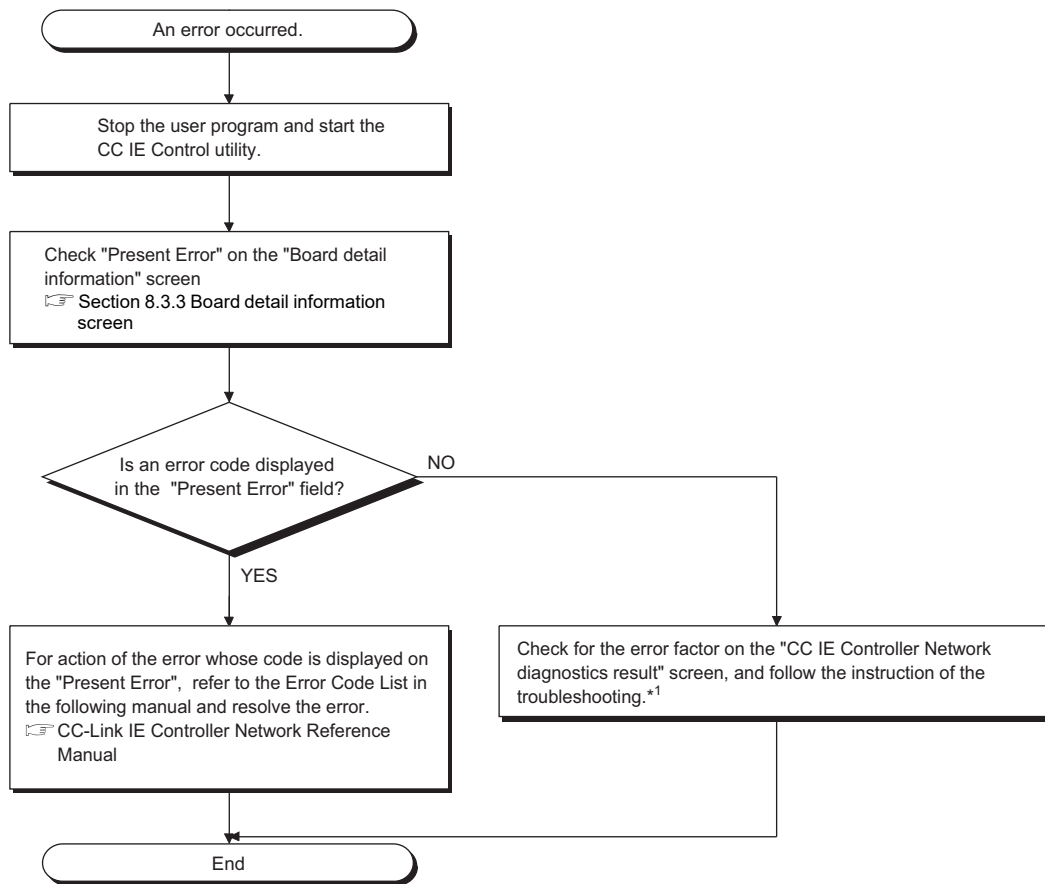 An error occurred.
Stop the user program and start the
CC IE Control utility.
Check "Present Error" on the "Board detail
information" screen
☞ Section 8.3.3 Board detail information
screen
Is an error code displayed
in the "Present Error" field?
NO
YES
For action of the error whose code is displayed on
the "Present Error", refer to the Error Code List in
the following manual and resolve the error.
☞ CC-Link IE Controller Network Reference
Manual
Check for the error factor on the "CC IE Controller Network
diagnostics result" screen, and follow the instruction of the
troubleshooting.*1
End